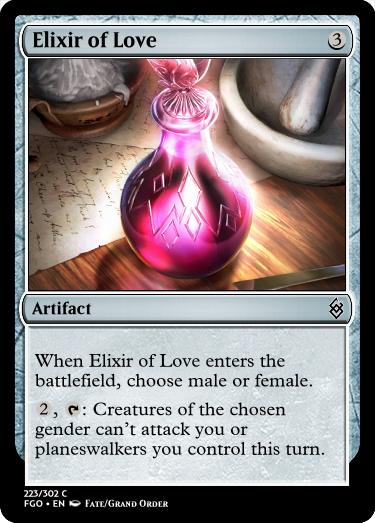 Elixir of Love 3
Artifact
When Elixir of Love enters the
battlefield, choose male or female.
2, : Creatures of the chosen
gender can't attack you or
planeswalkers you control this turn.
223/302 C
FGO • EN Fate/Grand Order